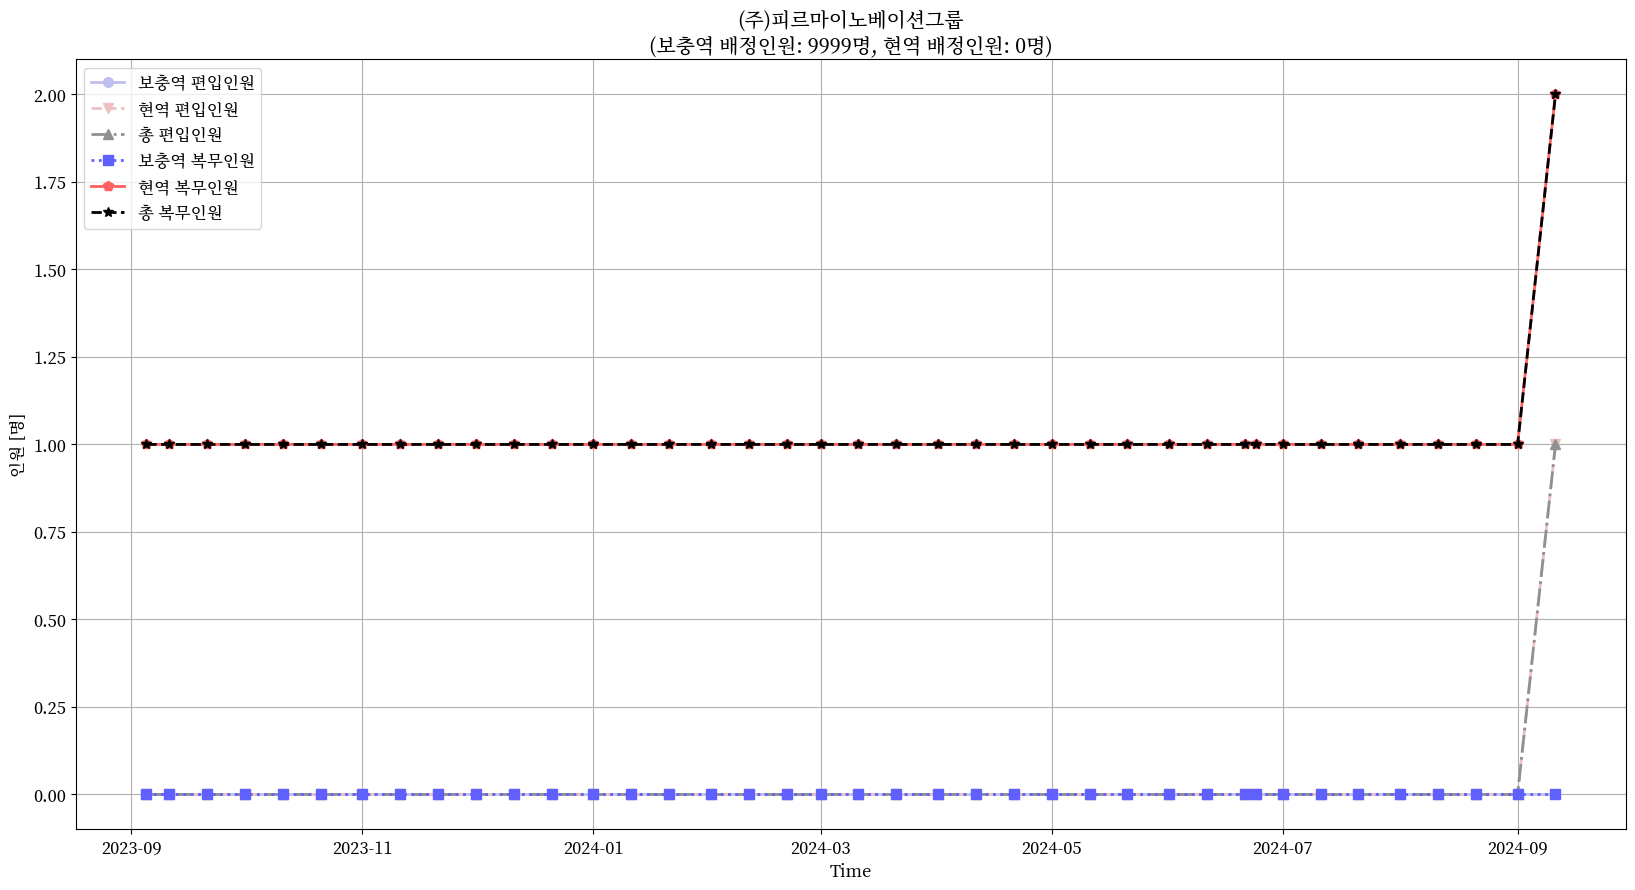 (주)피르마이노베이션그룹
(보충역 배정인원: 9999명, 현역 배정인원: 0명)
보충역 편입인원
현역 편입인원
총 편입인원
보충역 복무인원
현역 복무인원
총 복무인원
2.00
1.75
1.50
1.25
1.00
0.75
0.50
0.25
0.00
인원 [명]
2023-09
2023-11
2024-01
2024-03
2024-05
2024-07
2024-09
Time